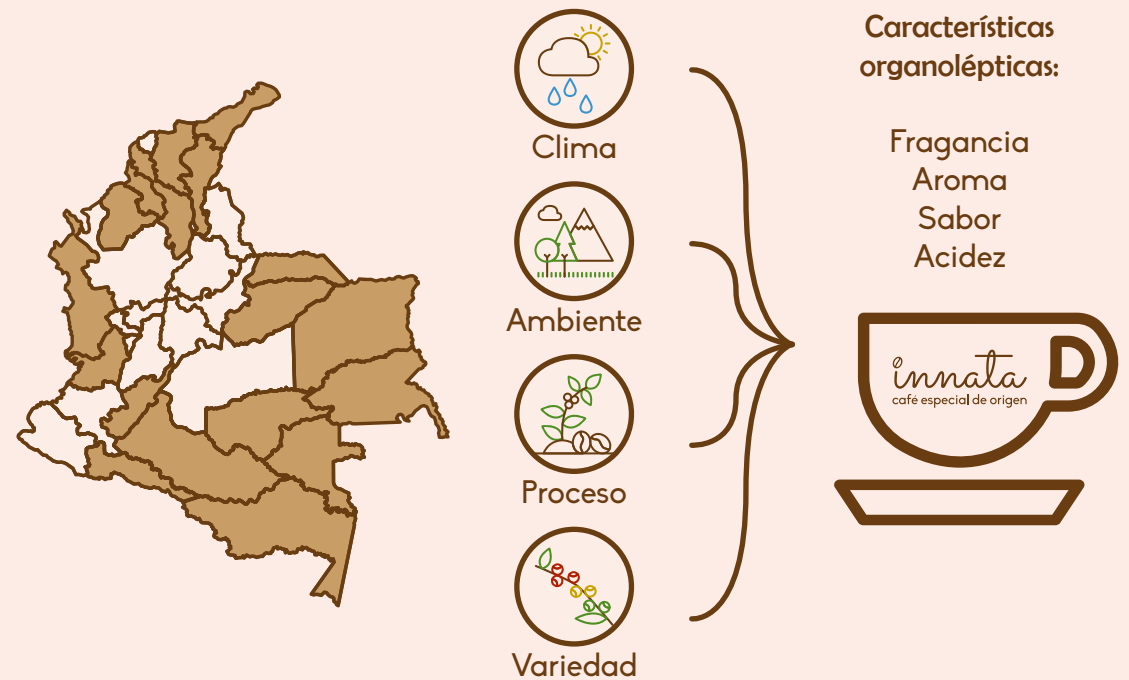 Clima
Ambiente
Proceso
Variedad
Características
organolépticas:
Fragancia
Aroma
Sabor
Acidez
innata
café especial de origen